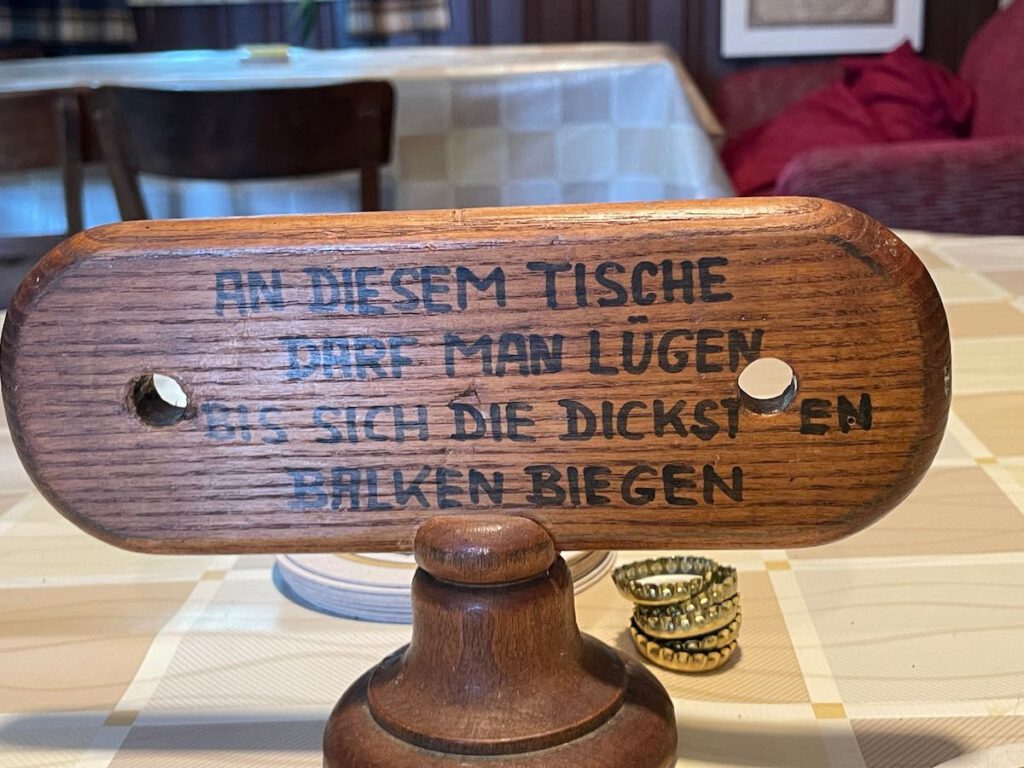 AN DIESEM TISCHE
DARF MAN LÜGEN
BIS SICH DIE DICKSTEN
BALKEN BIEGEN